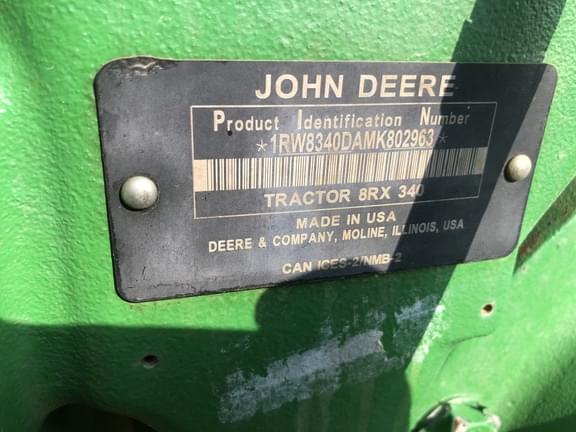 JOHN DEERE
Product Identification Number
*1RW8340DAMK802963*
TRACTOR 8RX 340
MADE IN USA
DEERE & COMPANY, MOLINE, ILLINOIS, USA
CAN ICES-2/NMB-2